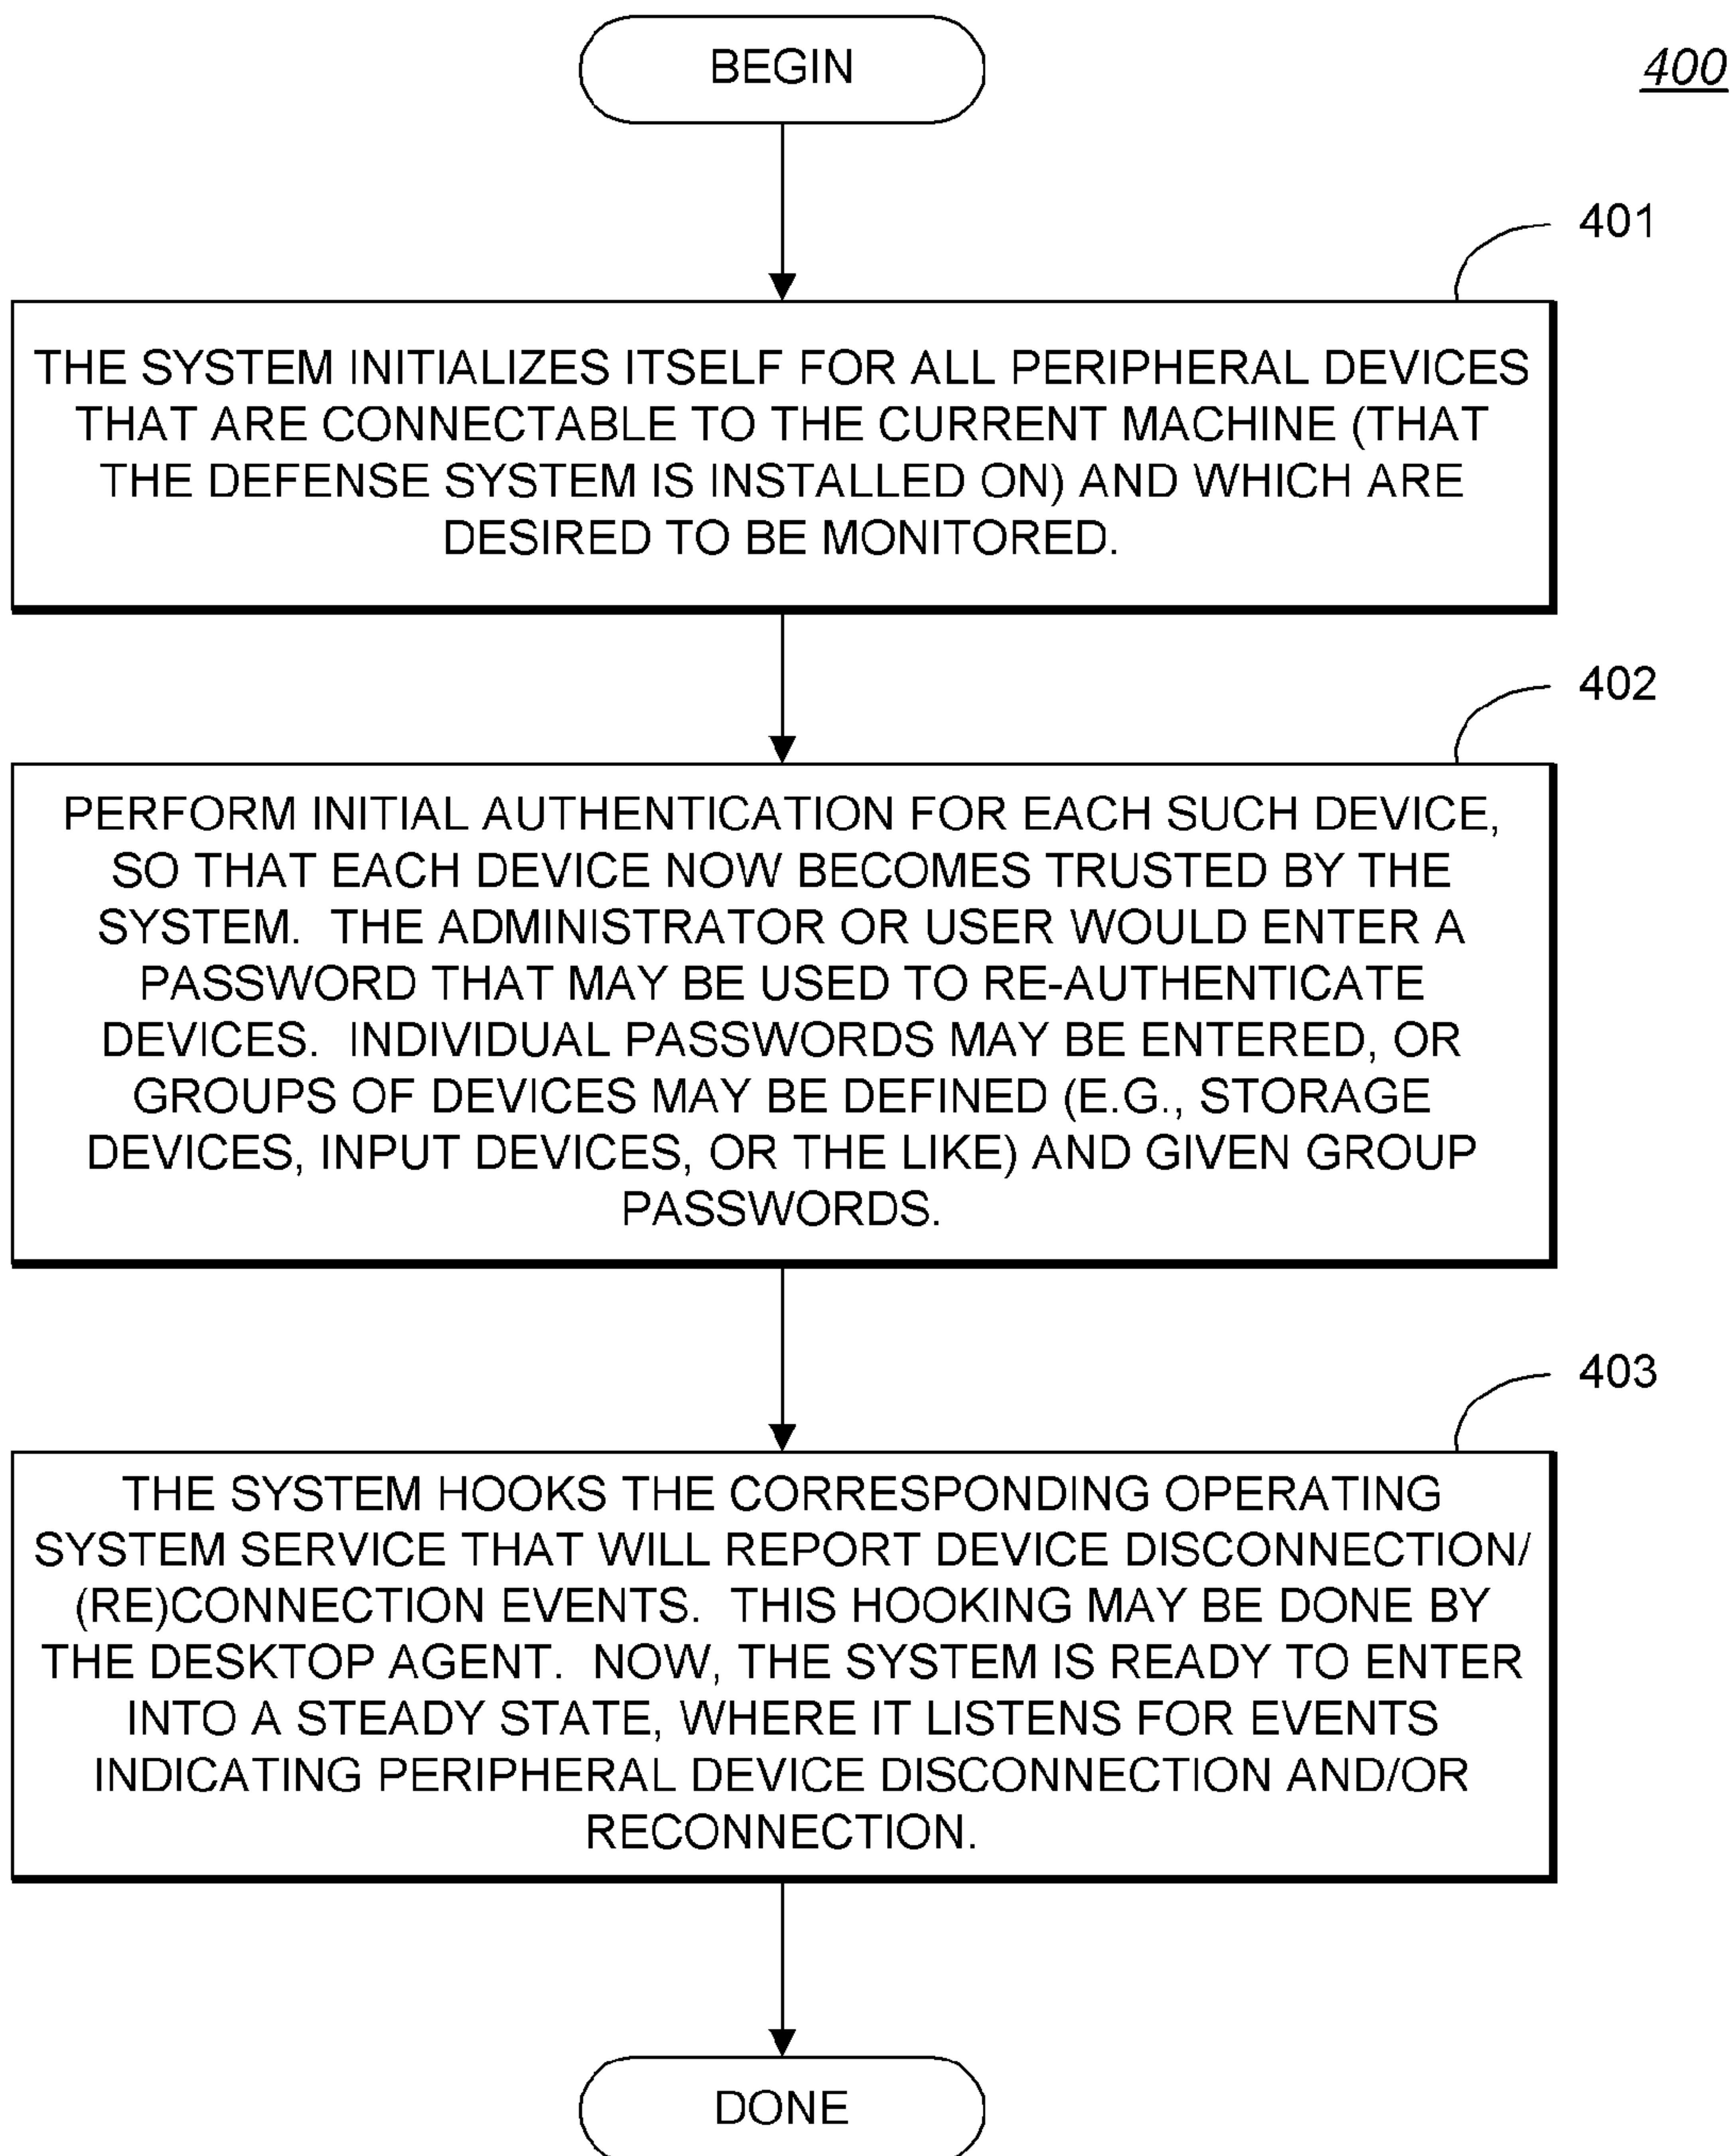 BEGIN
400
401
THE SYSTEM INITIALIZES ITSELF FOR ALL PERIPHERAL DEVICES
THAT ARE CONNECTABLE TO THE CURRENT MACHINE (THAT
THE DEFENSE SYSTEM IS INSTALLED ON) AND WHICH ARE
DESIRED TO BE MONITORED.
402
PERFORM INITIAL AUTHENTICATION FOR EACH SUCH DEVICE,
SO THAT EACH DEVICE NOW BECOMES TRUSTED BY THE
SYSTEM.  THE ADMINISTRATOR OR USER WOULD ENTER A
PASSWORD THAT MAY BE USED TO RE-AUTHENTICATE
DEVICES.  INDIVIDUAL PASSWORDS MAY BE ENTERED, OR
GROUPS OF DEVICES MAY BE DEFINED (E.G., STORAGE
DEVICES, INPUT DEVICES, OR THE LIKE) AND GIVEN GROUP
PASSWORDS.
403
THE SYSTEM HOOKS THE CORRESPONDING OPERATING
SYSTEM SERVICE THAT WILL REPORT DEVICE DISCONNECTION/
(RE)CONNECTION EVENTS.  THIS HOOKING MAY BE DONE BY
THE DESKTOP AGENT.  NOW, THE SYSTEM IS READY TO ENTER
INTO A STEADY STATE, WHERE IT LISTENS FOR EVENTS
INDICATING PERIPHERAL DEVICE DISCONNECTION AND/OR
RECONNECTION.
DONE